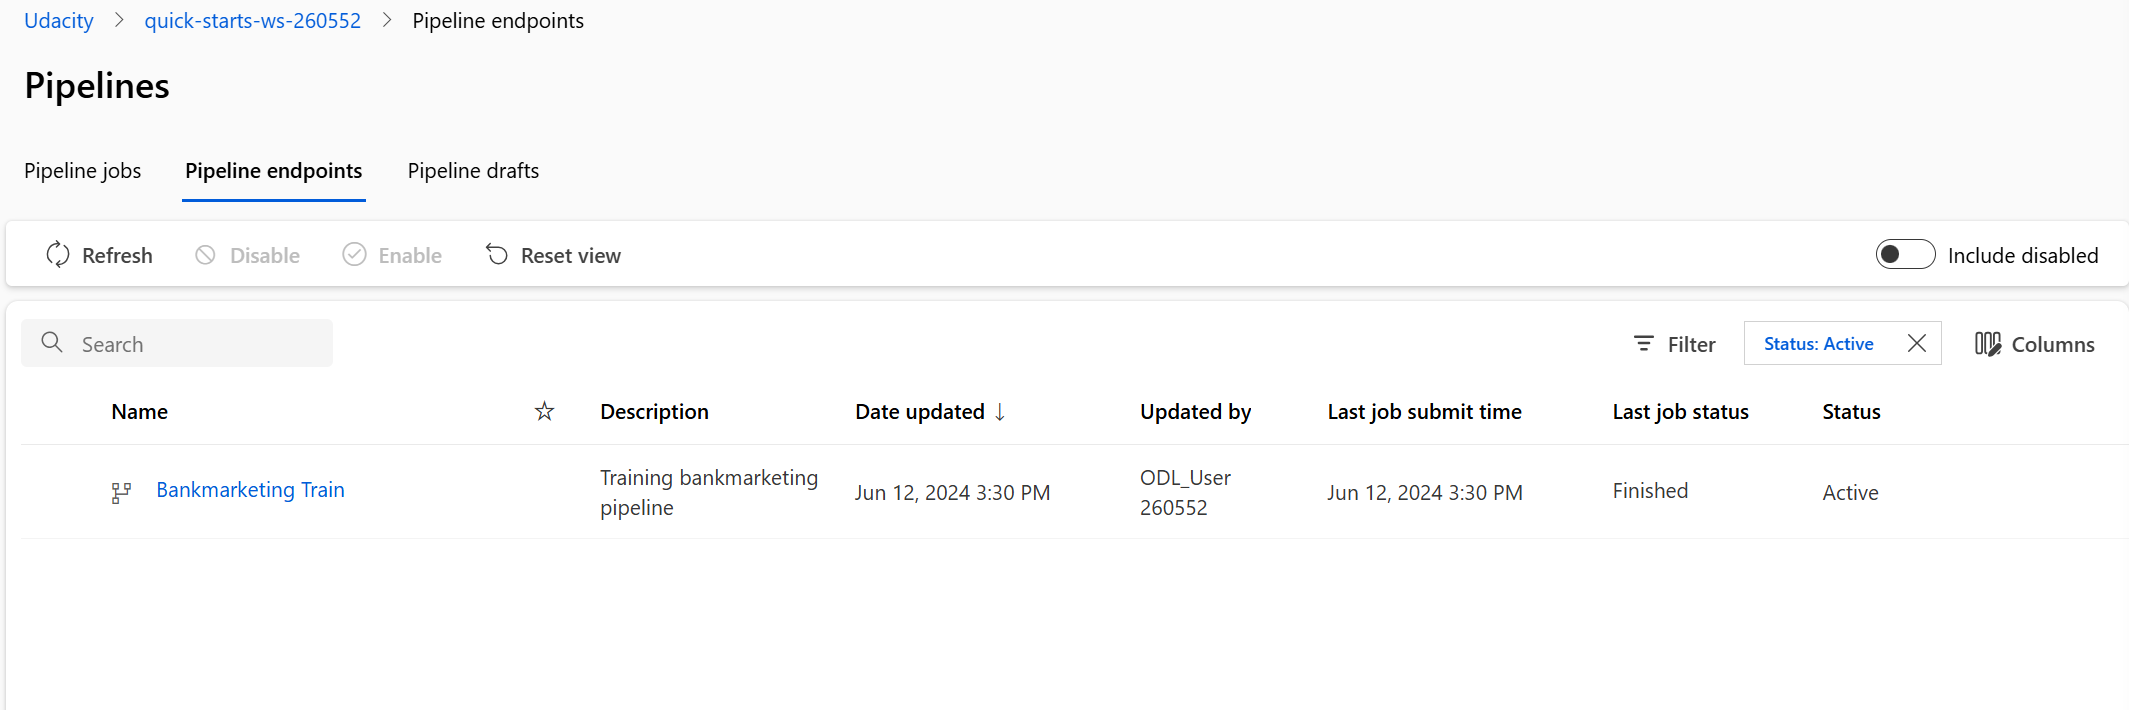 Udacity > quick-starts-ws-260552 > Pipeline endpoints
Pipelines
Pipeline jobs Pipeline endpoints Pipeline drafts
Refresh Disable Enable Reset view Include disabled
Search Filter Status: Active Columns
Name Description Date updated ↓ Updated by Last job submit time Last job status Status
Bankmarketing Train Training bankmarketing pipeline Jun 12, 2024 3:30 PM ODL_User 260552 Jun 12, 2024 3:30 PM Finished Active